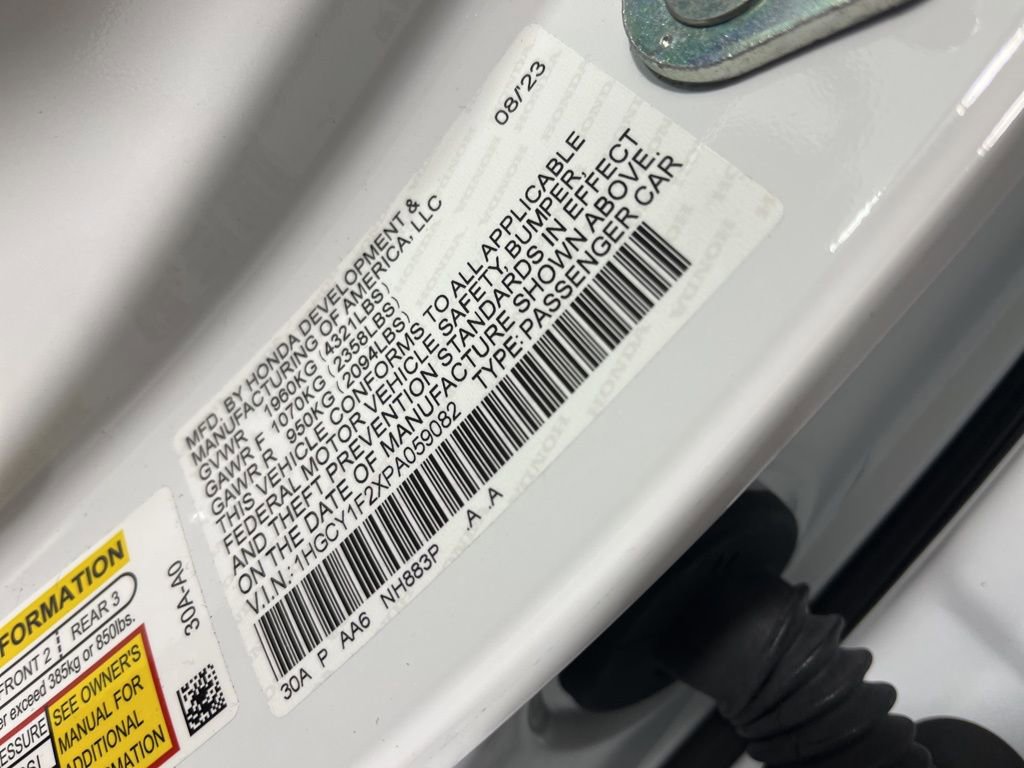 MFD. BY HONDA DEVELOPMENT & 08/'23
MANUFACTURING OF AMERICA, LLC
GVWR 1960KG (4321LBS)
GAWR F 1070KG (2358LBS)
GAWR R 950KG (2094LBS)
THIS VEHICLE CONFORMS TO ALL APPLICABLE
FEDERAL MOTOR VEHICLE SAFETY, BUMPER,
AND THEFT PREVENTION STANDARDS IN EFFECT
ON THE DATE OF MANUFACTURE SHOWN ABOVE.
V.I.N.: 1HGCY1F2XPA059082 TYPE: PASSENGER CAR
30A P AA6 NH883P .A .A
FORMATION
FRONT 2 REAR 3
exceed 385kg or 850lbs.
30A-A0
SEE OWNER'S
MANUAL FOR
ADDITIONAL